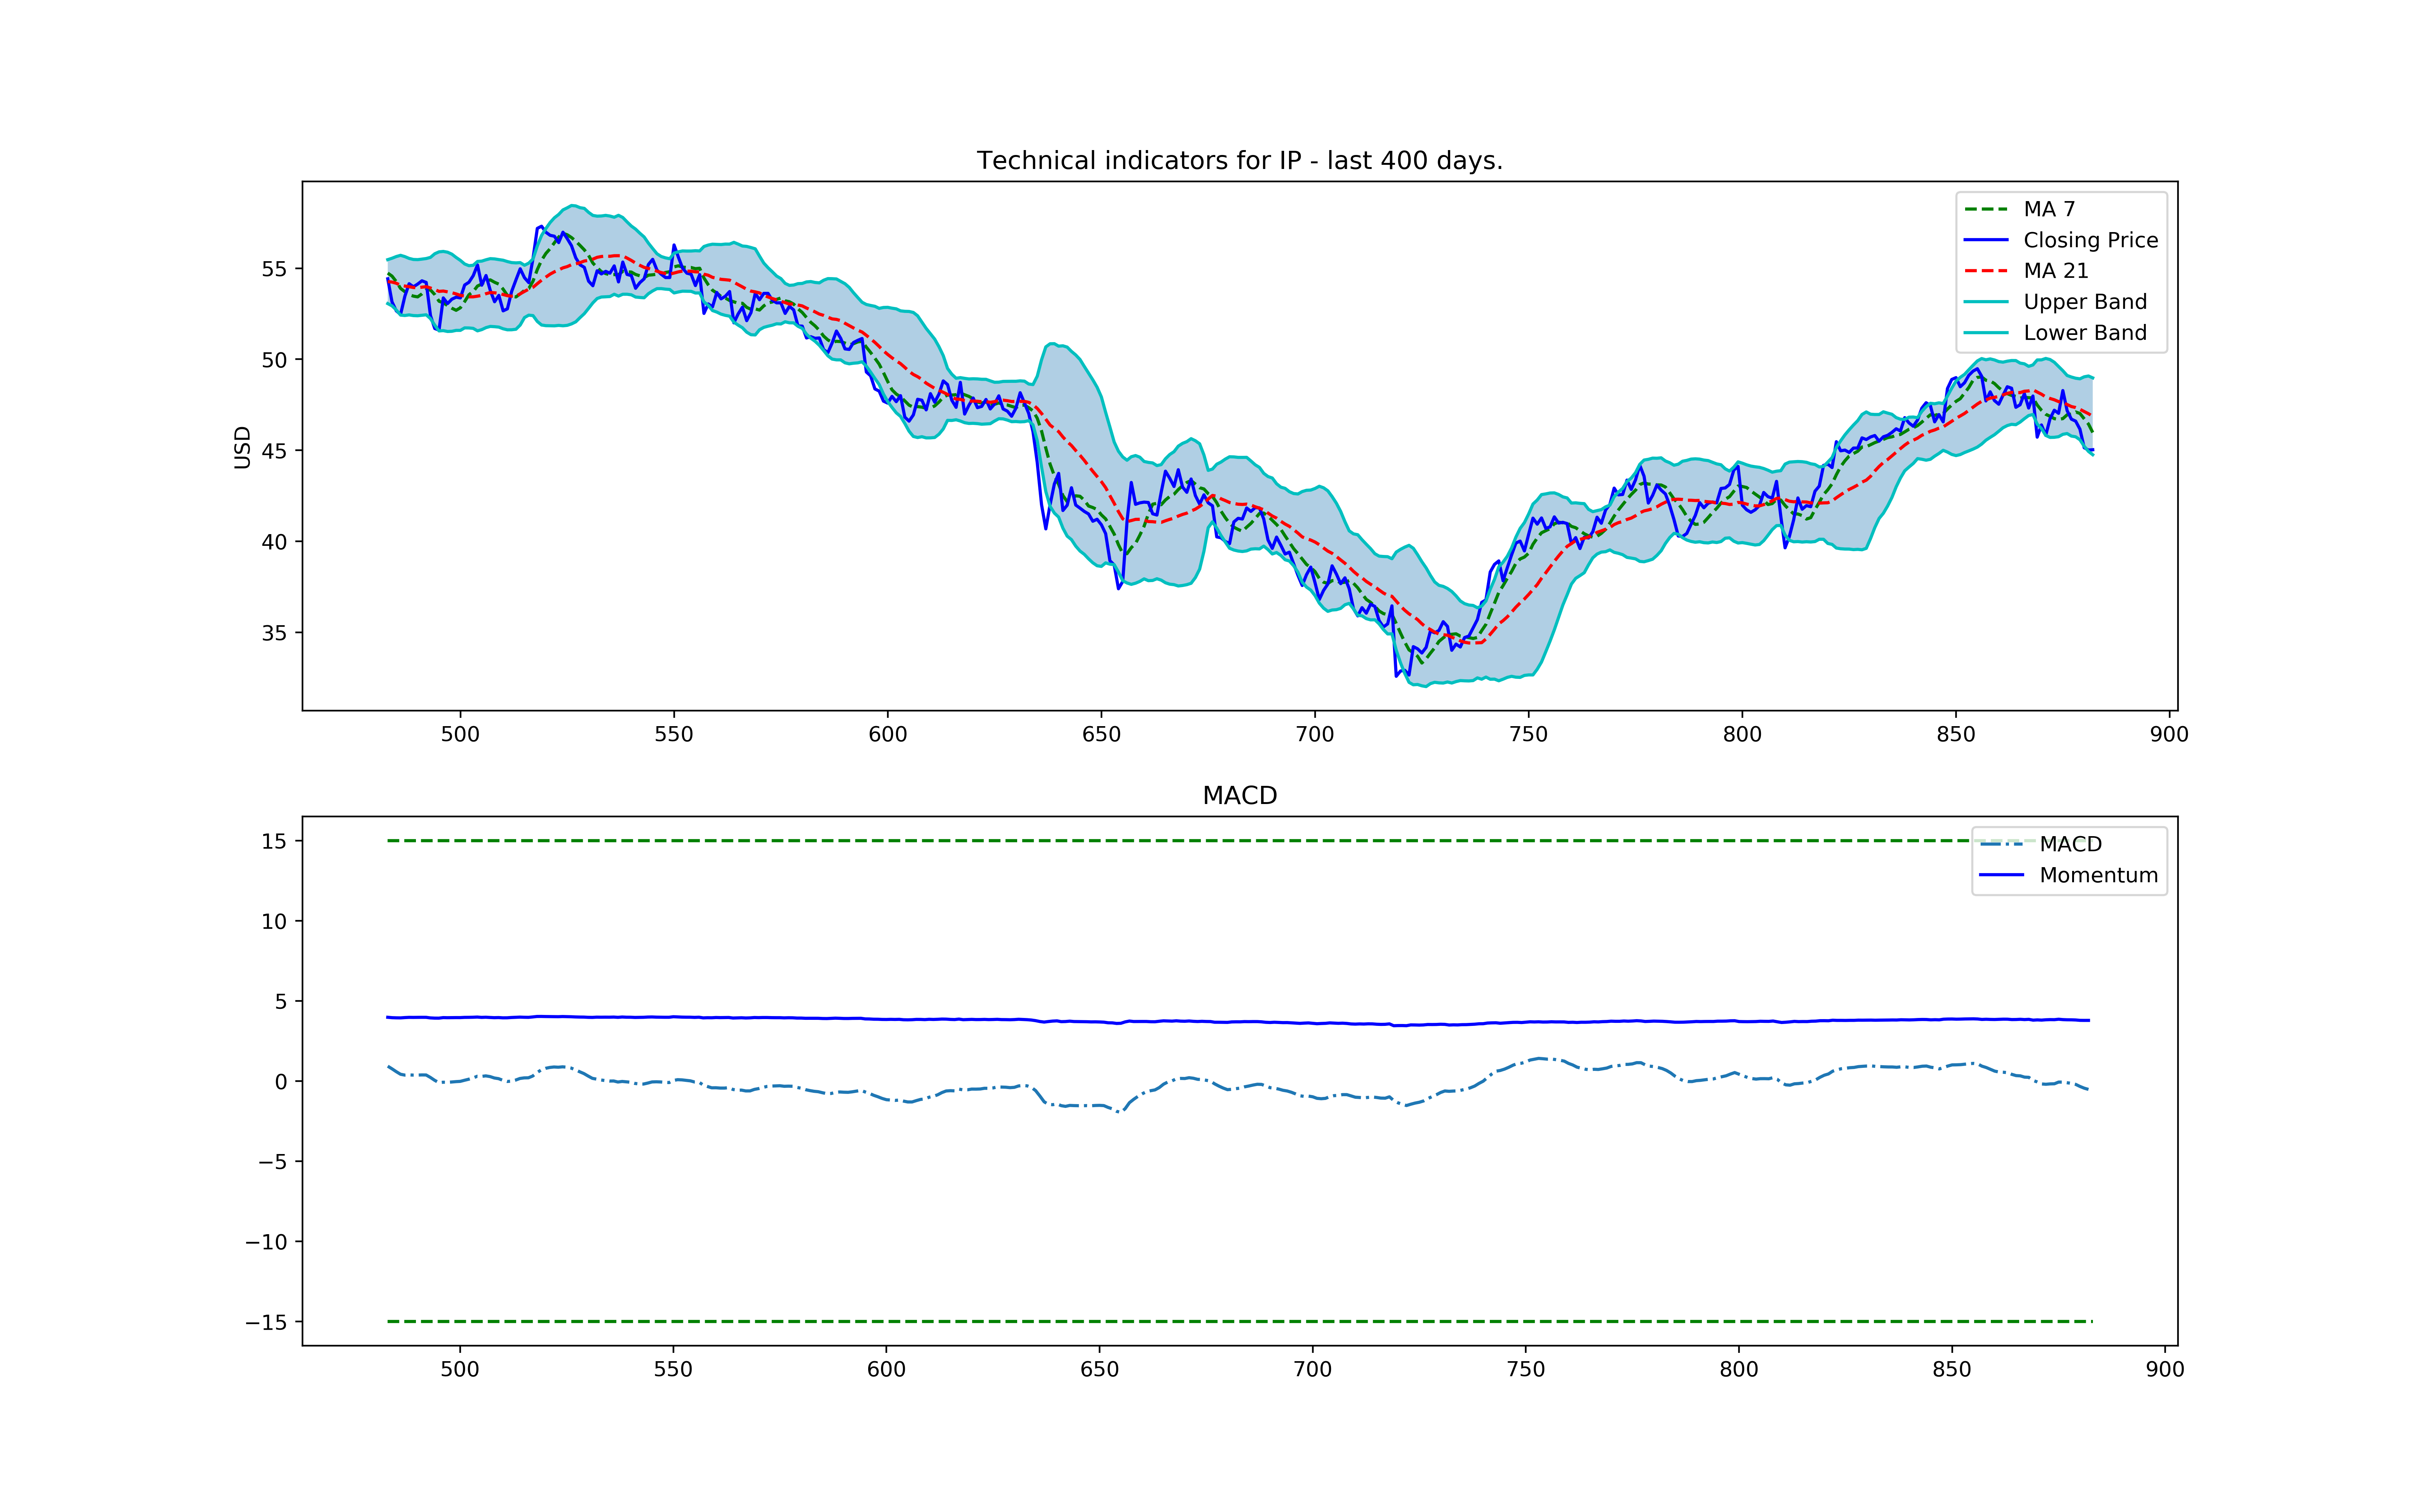 Technical indicators for IP - last 400 days.
MA 7
Closing Price
MA 21
Upper Band
Lower Band
USD
55
50
45
40
35
500 550 600 650 700 750 800 850 900
MACD
MACD
Momentum
15
10
5
0
−5
−10
−15
500 550 600 650 700 750 800 850 900